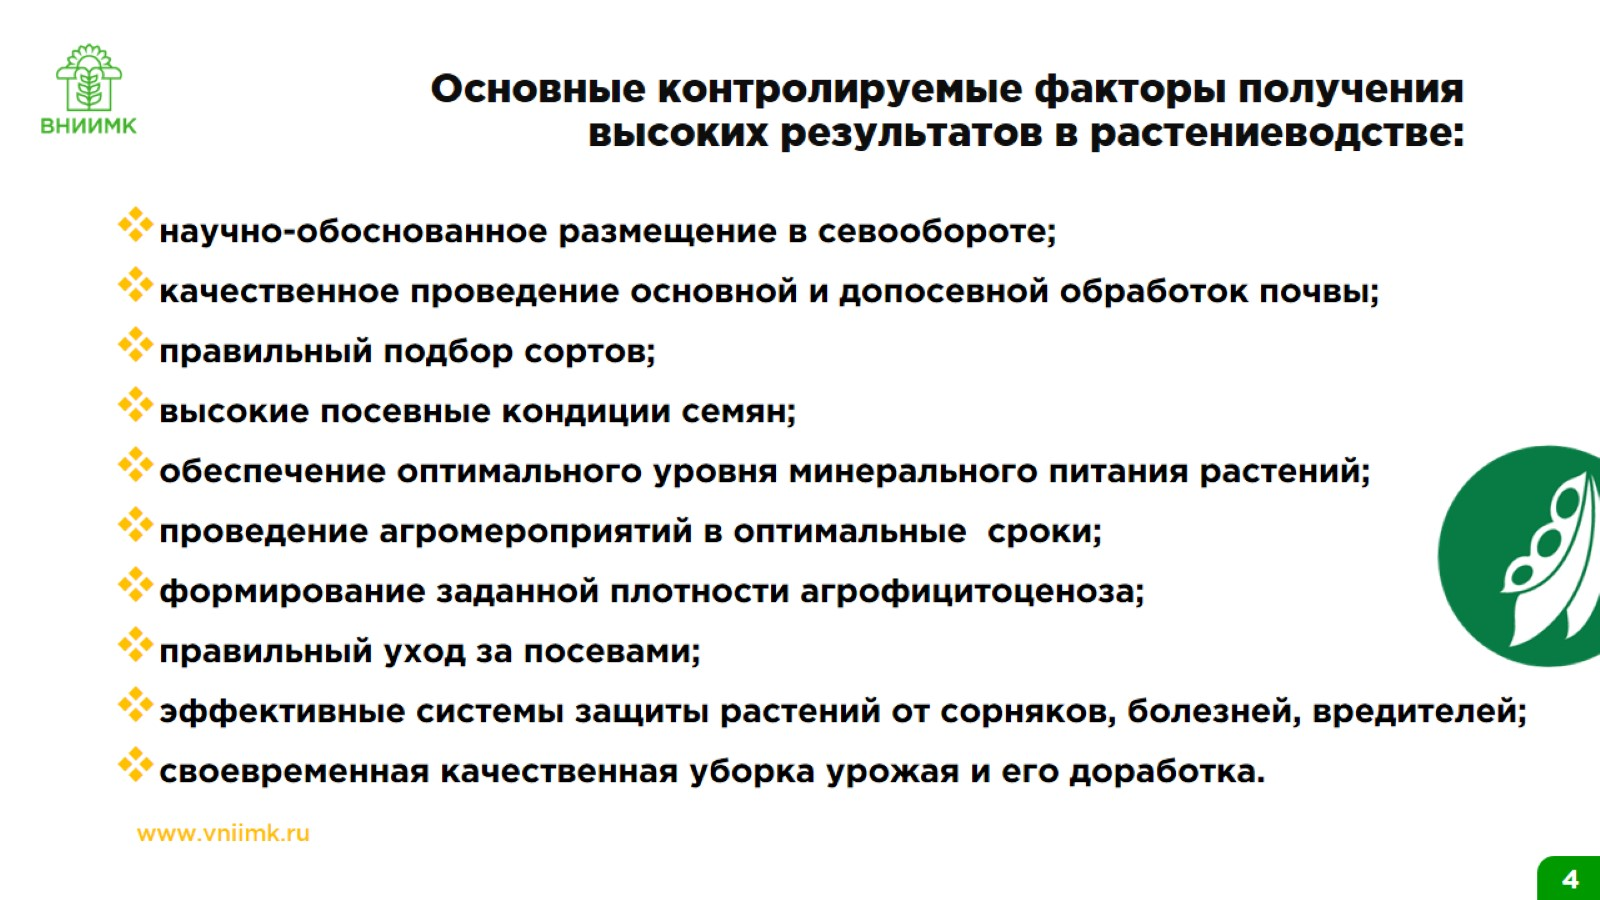 ВНИИМК
Основные контролируемые факторы получения
высоких результатов в растениеводстве:
научно-обоснованное размещение в севообороте;
качественное проведение основной и допосевной обработок почвы;
правильный подбор сортов;
высокие посевные кондиции семян;
обеспечение оптимального уровня минерального питания растений;
проведение агромероприятий в оптимальные  сроки;
формирование заданной плотности агрофицитоценоза;
правильный уход за посевами;
эффективные системы защиты растений от сорняков, болезней, вредителей;
своевременная качественная уборка урожая и его доработка.
www.vniimk.ru
4